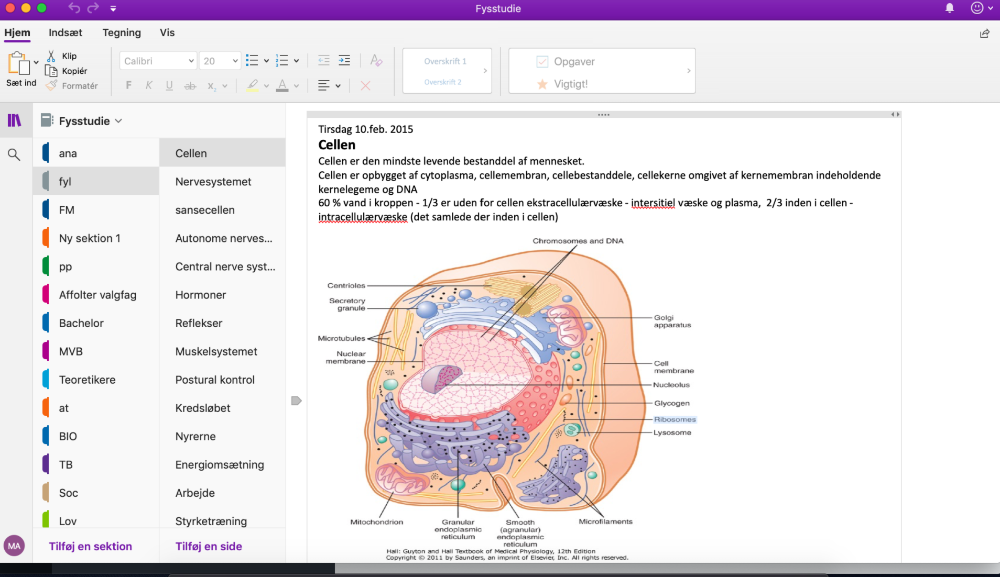 Fysstudie
Hjem
Indsæt
Tegning
Vis
Sæt ind
Klip
Kopiér
Formatér
Calibri
20
F
K
U
ab
x2
A
Overskrift 1
Overskrift 2
Opgaver
Vigtigt!
Fysstudie
ana
fyl
FM
Ny sektion 1
pp
Affolter valgfag
Bachelor
MVB
Teoretikere
at
BIO
TB
Soc
Lov
Tilføj en sektion
MA
Cellen
Nervesystemet
sansecellen
Autonome nerves...
Central nerve syst...
Hormoner
Reflekser
Muskelsystemet
Postural kontrol
Kredsløbet
Nyrerne
Energiomsætning
Arbejde
Styrketræning
Tilføj en side
Tirsdag 10.feb. 2015
Cellen
Cellen er den mindste levende bestanddel af mennesket.
Cellen er opbygget af cytoplasma, cellemembran, cellebestanddele, cellekerne omgivet af kernemembran indeholdende
kernelegeme og DNA
60 % vand i kroppen - 1/3 er uden for cellen ekstracellulærvæske - intersitiel væske og plasma,  2/3 inden i cellen -
intracellulærvæske (det samlede der inden i cellen)
Chromosomes and DNA
Centrioles
Secretory
granule
Microtubules
Nuclear
membrane
Golgi
apparatus
Cell
membrane
Nucleolus
Glycogen
Ribosomes
Lysosome
Mitochondrion
Granular
endoplasmic
reticulum
Smooth
(agranular)
endoplasmic
reticulum
Microfilaments
Hall: Guyton and Hall Textbook of Medical Physiology, 12th Edition
Copyright © 2011 by Saunders, an imprint of Elsevier, Inc. All rights reserved.